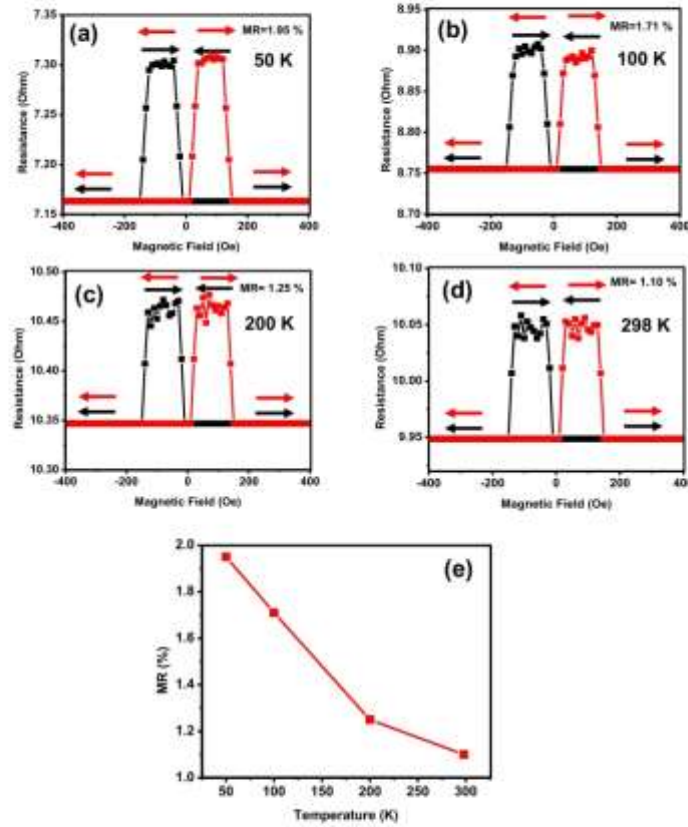 (a)
MR=1.95 %
50 K
Resistance (Ohm)
7.35
7.30
7.25
7.20
7.15
-400 -200 0 200 400
Magnetic Field (Oe)
(b)
MR=1.71 %
100 K
Resistance (Ohm)
8.95
8.90
8.85
8.80
8.75
8.70
-400 -200 0 200 400
Magnetic Field (Oe)
(c)
MR= 1.25 %
200 K
Resistance (Ohm)
10.50
10.45
10.40
10.35
10.30
-400 -200 0 200 400
Magnetic Field (Oe)
(d)
MR= 1.10 %
298 K
Resistance (Ohm)
10.10
10.05
10.00
9.95
-400 -200 0 200 400
Magnetic Field (Oe)
(e)
MR (%)
2.0
1.8
1.6
1.4
1.2
1.0
50 100 150 200 250 300
Temperature (K)